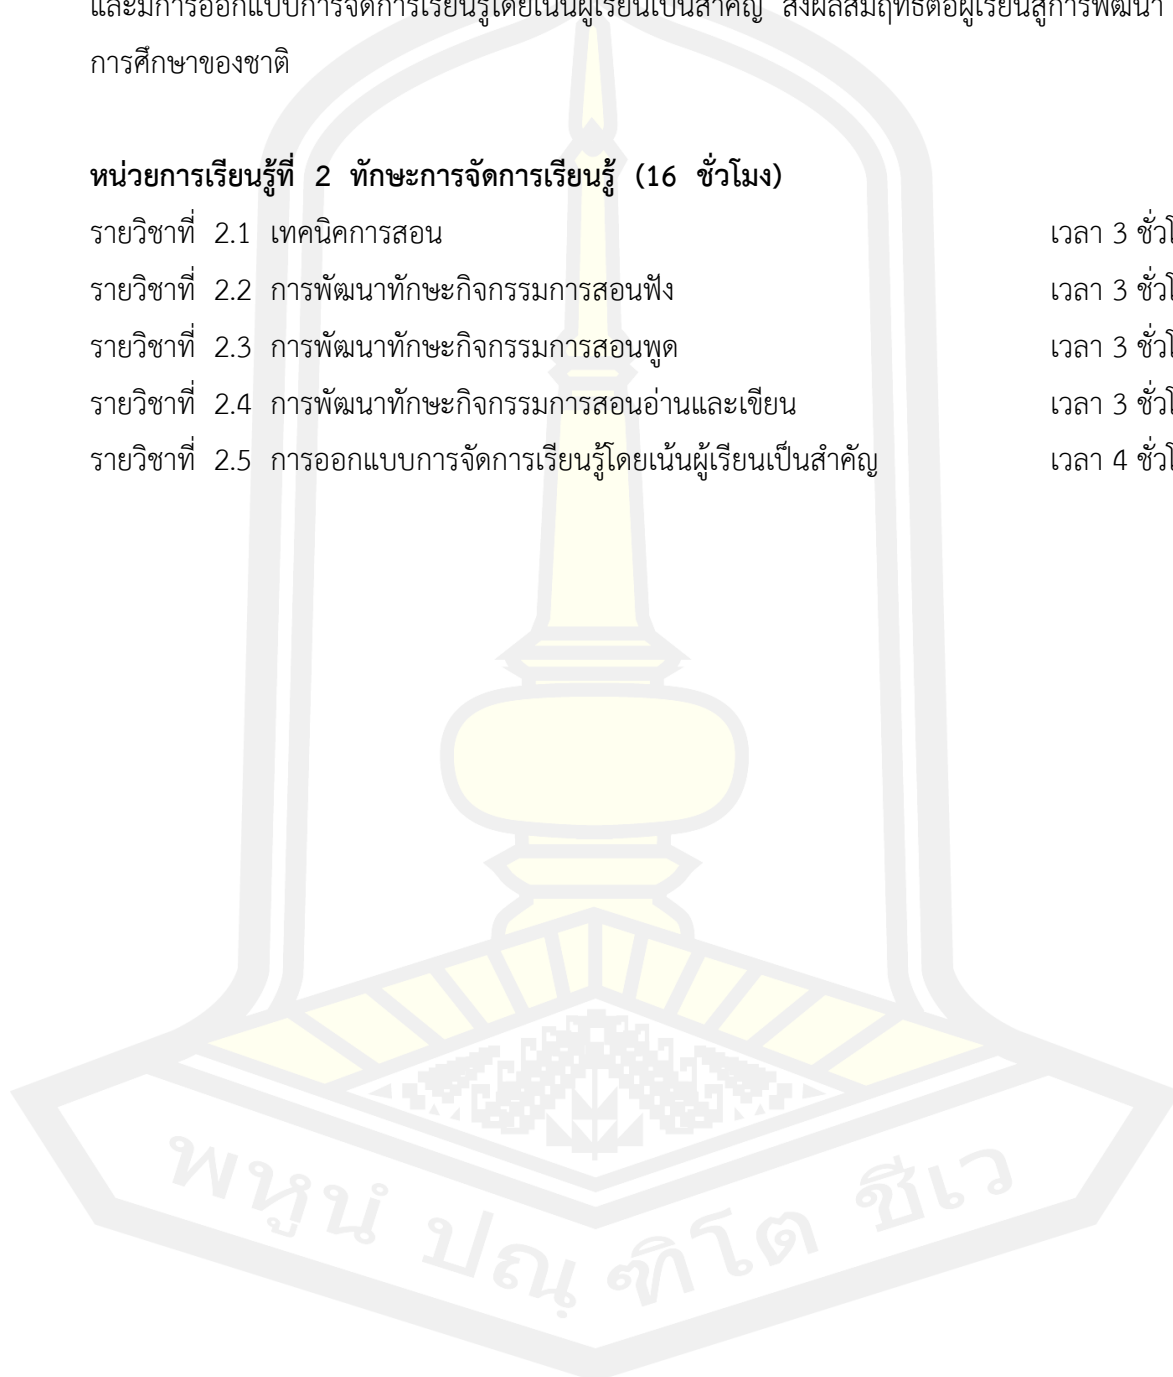 และมีการออกแบบการจัดการเรียนรู้โดยเน้นผู้เรียนเป็นสำคัญ ส่งผลสัมฤทธิ์ต่อผู้เรียนสู่การพัฒนา
การศึกษาของชาติ
หน่วยการเรียนรู้ที่ 2 ทักษะการจัดการเรียนรู้ (16 ชั่วโมง)
รายวิชาที่ 2.1 เทคนิคการสอน เวลา 3
รายวิชาที่ 2.2 การพัฒนาทักษะกิจกรรมการสอนฟัง เวลา 3
รายวิชาที่ 2.3 การพัฒนาทักษะกิจกรรมการสอนพูด เวลา 3
รายวิชาที่ 2.4 การพัฒนาทักษะกิจกรรมการสอนอ่านและเขียน เวลา 3
รายวิชาที่ 2.5 การออกแบบการจัดการเรียนรู้โดยเน้นผู้เรียนเป็นสำคัญ เวลา 4
พหูนํ ปณฺฑิโต ชีเว